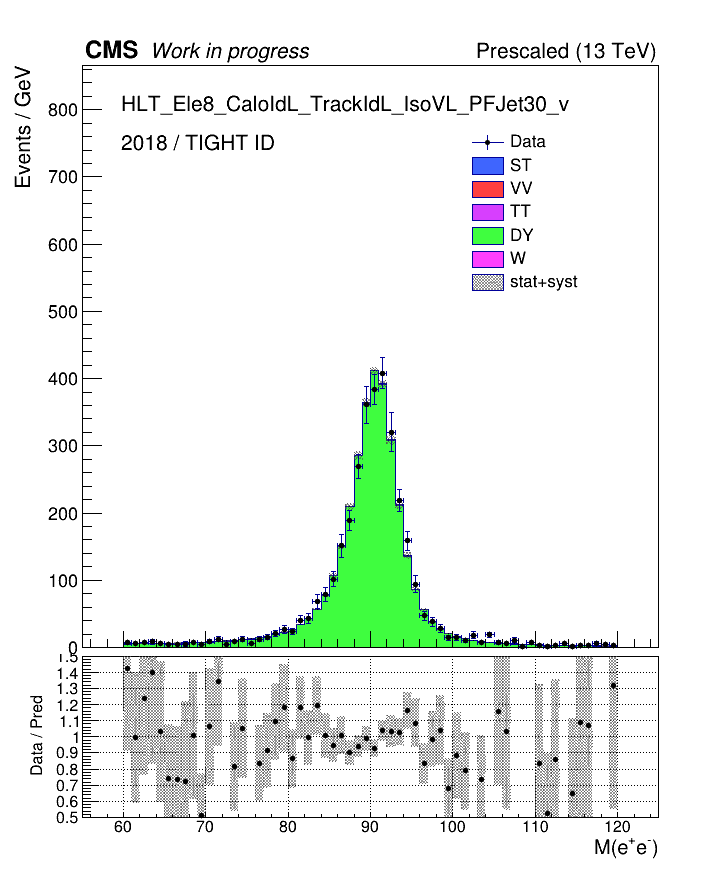 CMS Work in progress Prescaled (13 TeV)
Events / GeV
HLT_Ele8_CaloIdL_TrackIdL_IsoVL_PFJet30_v
2018 / TIGHT ID
Data
ST
VV
TT
DY
W
stat+syst
800
700
600
500
400
300
200
100
0
Data / Pred
1.5
1.4
1.3
1.2
1.1
1
0.9
0.8
0.7
0.6
0.5
60 70 80 90 100 110 120
M(e⁺e⁻)